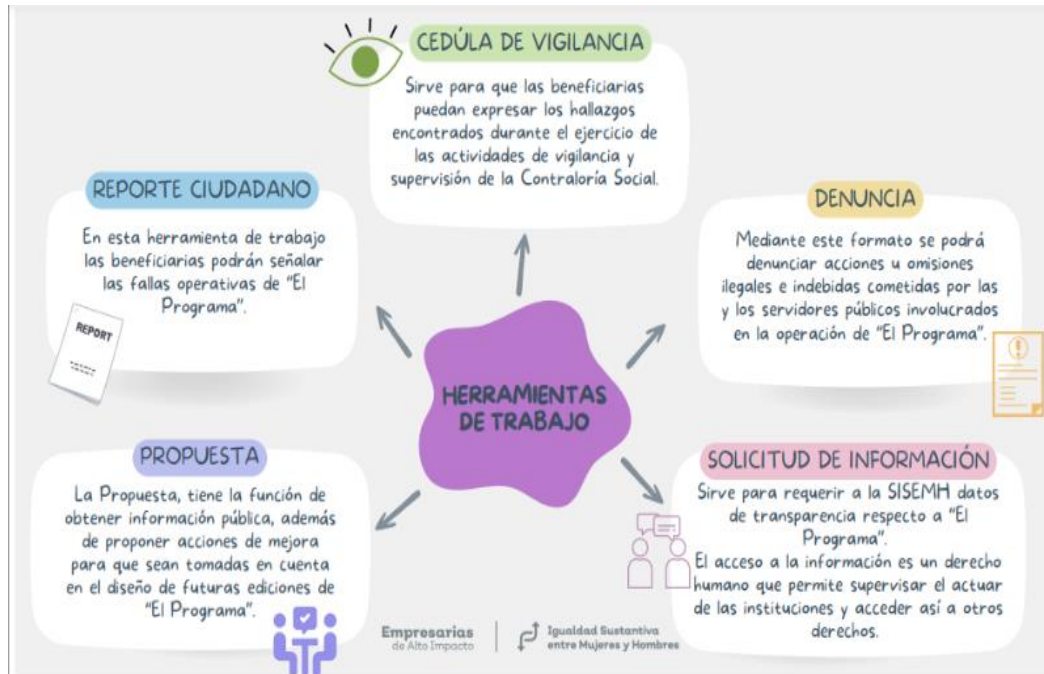 CEDÚLA DE VIGILANCIA
Sirve para que las beneficiarias
puedan expresar los hallazgos
encontrados durante el ejercicio de
las actividades de vigilancia y
supervisión de la Contraloría Social.
REPORTE CIUDADANO
En esta herramienta de trabajo
las beneficiarias podrán señalar
las fallas operativas de "El
Programa".
REPORT
DENUNCIA
Mediante este formato se podrá
denunciar acciones u omisiones
ilegales e indebidas cometidas por las
y los servidores públicos involucrados
en la operación de "El Programa".
HERRAMIENTAS
DE TRABAJO
PROPUESTA
La Propuesta, tiene la función de
obtener información pública, además
de proponer acciones de mejora
para que sean tomadas en cuenta
en el diseño de futuras ediciones de
"El Programa".
SOLICITUD DE INFORMACIÓN
Sirve para requerir a la SISEMH datos
de transparencia respecto a "El
Programa".
El acceso a la información es un derecho
humano que permite supervisar el actuar
de las instituciones y acceder así a otros
derechos.
Empresarias
de Alto Impacto
Igualdad Sustantiva
entre Mujeres y Hombres